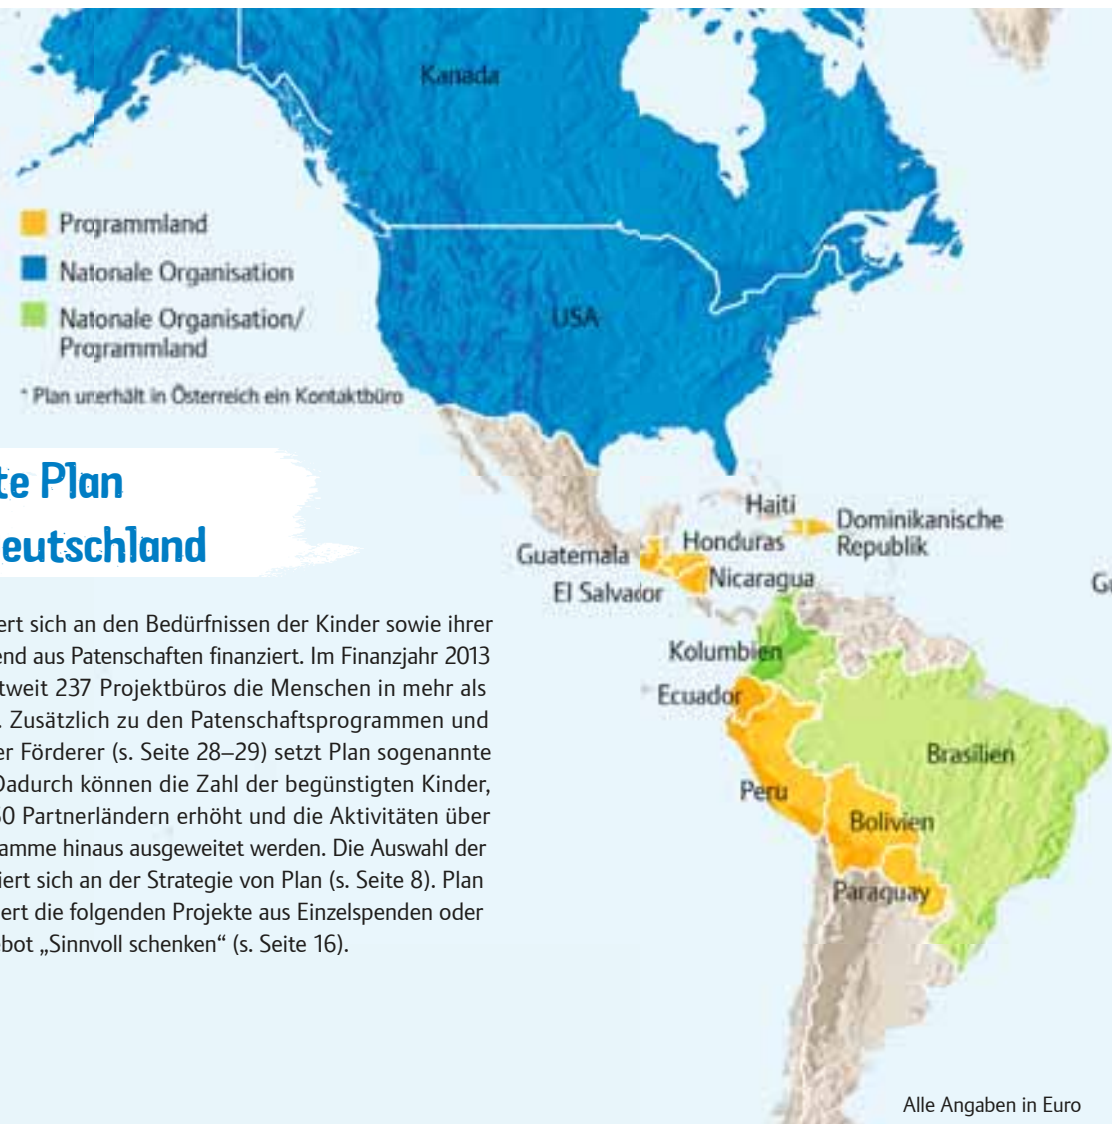 Kanada
Programmland
Natonale Organisation
Natonale Organisation/
Programmland
* Plan unerhält in Österreich ein Kontaktbüro
USA
te Plan
eutschland
Haiti
Dominikanische
Republik
Guatemala
Honduras
El Salvador
Nicaragua
Kolumbien
Ecuador
Peru
Brasilien
Bolivien
Paraguay
ert sich an den Bedürfnissen der Kinder sowie ihrer
end aus Patenschaften finanziert. Im Finanzjahr 2013
tweit 237 Projektbüros die Menschen in mehr als
. Zusätzlich zu den Patenschaftsprogrammen und
er Förderer (s. Seite 28–29) setzt Plan sogenannte
Dadurch können die Zahl der begünstigten Kinder,
50 Partnerländern erhöht und die Aktivitäten über
amme hinaus ausgeweitet werden. Die Auswahl der
iert sich an der Strategie von Plan (s. Seite 8). Plan
ert die folgenden Projekte aus Einzelspenden oder
ebot „Sinnvoll schenken“ (s. Seite 16).
Alle Angaben in Euro